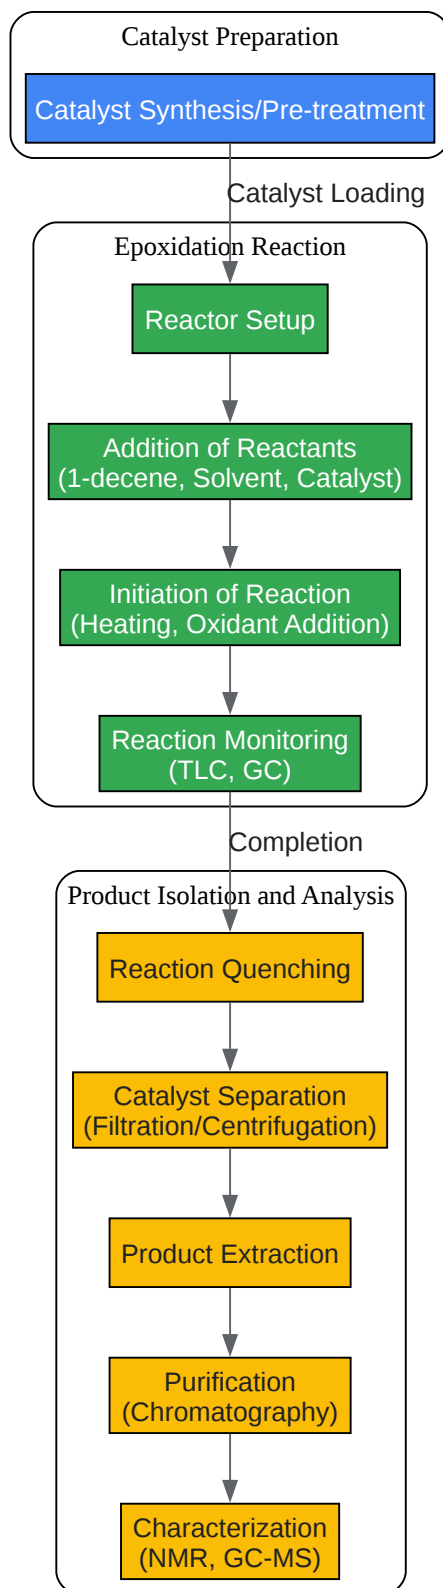 Catalyst Preparation
Catalyst Synthesis/Pre-treatment
Catalyst Loading
Epoxidation Reaction
Reactor Setup
Addition of Reactants
(1-decene, Solvent, Catalyst)
Initiation of Reaction
(Heating, Oxidant Addition)
Reaction Monitoring
(TLC, GC)
Completion
Product Isolation and Analysis
Reaction Quenching
Catalyst Separation
(Filtration/Centrifugation)
Product Extraction
Purification
(Chromatography)
Characterization
(NMR, GC-MS)